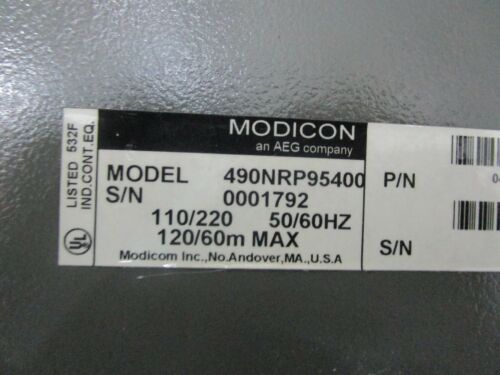 LISTED 532F
IND.CONT.EQ.
UL
MODICON
an AEG company
MODEL 490NRP95400
S/N 0001792
110/220 50/60HZ
120/60m MAX
Modicom Inc.,No.Andover,MA.,U.S.A
P/N
S/N